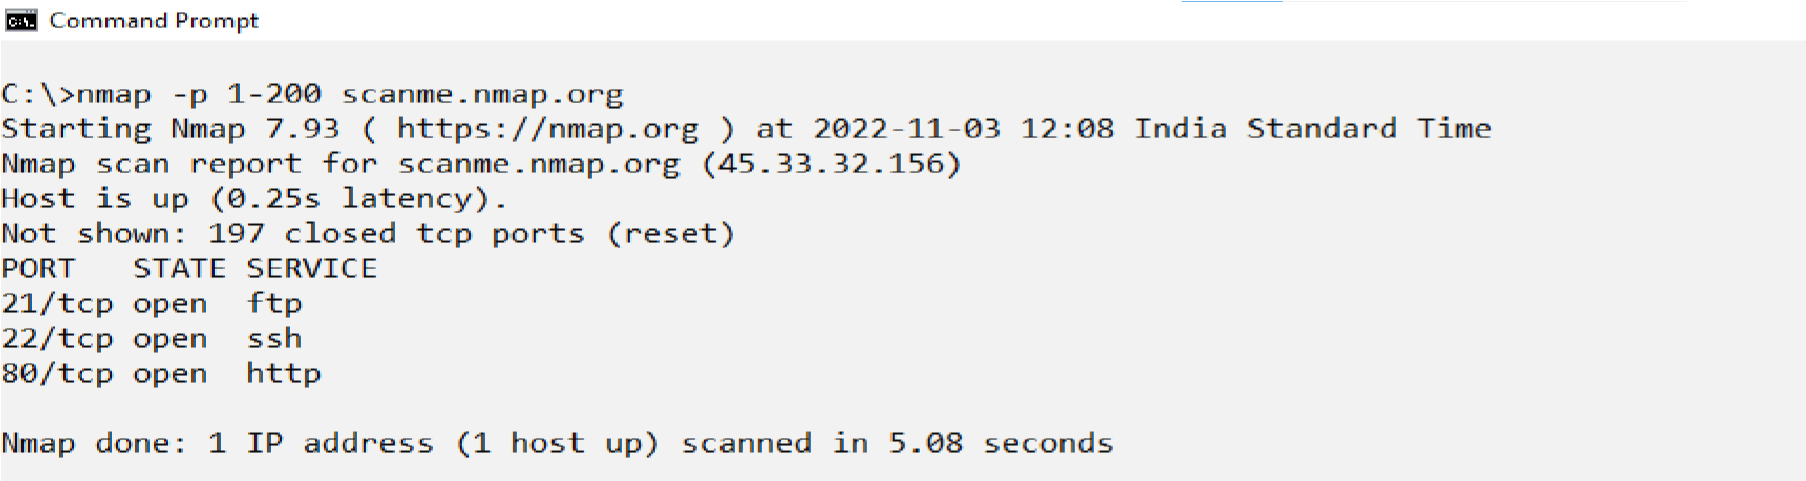 Command Prompt
C:\>nmap -p 1-200 scanme.nmap.org
Starting Nmap 7.93 ( https://nmap.org ) at 2022-11-03 12:08 India Standard Time
Nmap scan report for scanme.nmap.org (45.33.32.156)
Host is up (0.25s latency).
Not shown: 197 closed tcp ports (reset)
PORT   STATE SERVICE
21/tcp open  ftp
22/tcp open  ssh
80/tcp open  http
Nmap done: 1 IP address (1 host up) scanned in 5.08 seconds